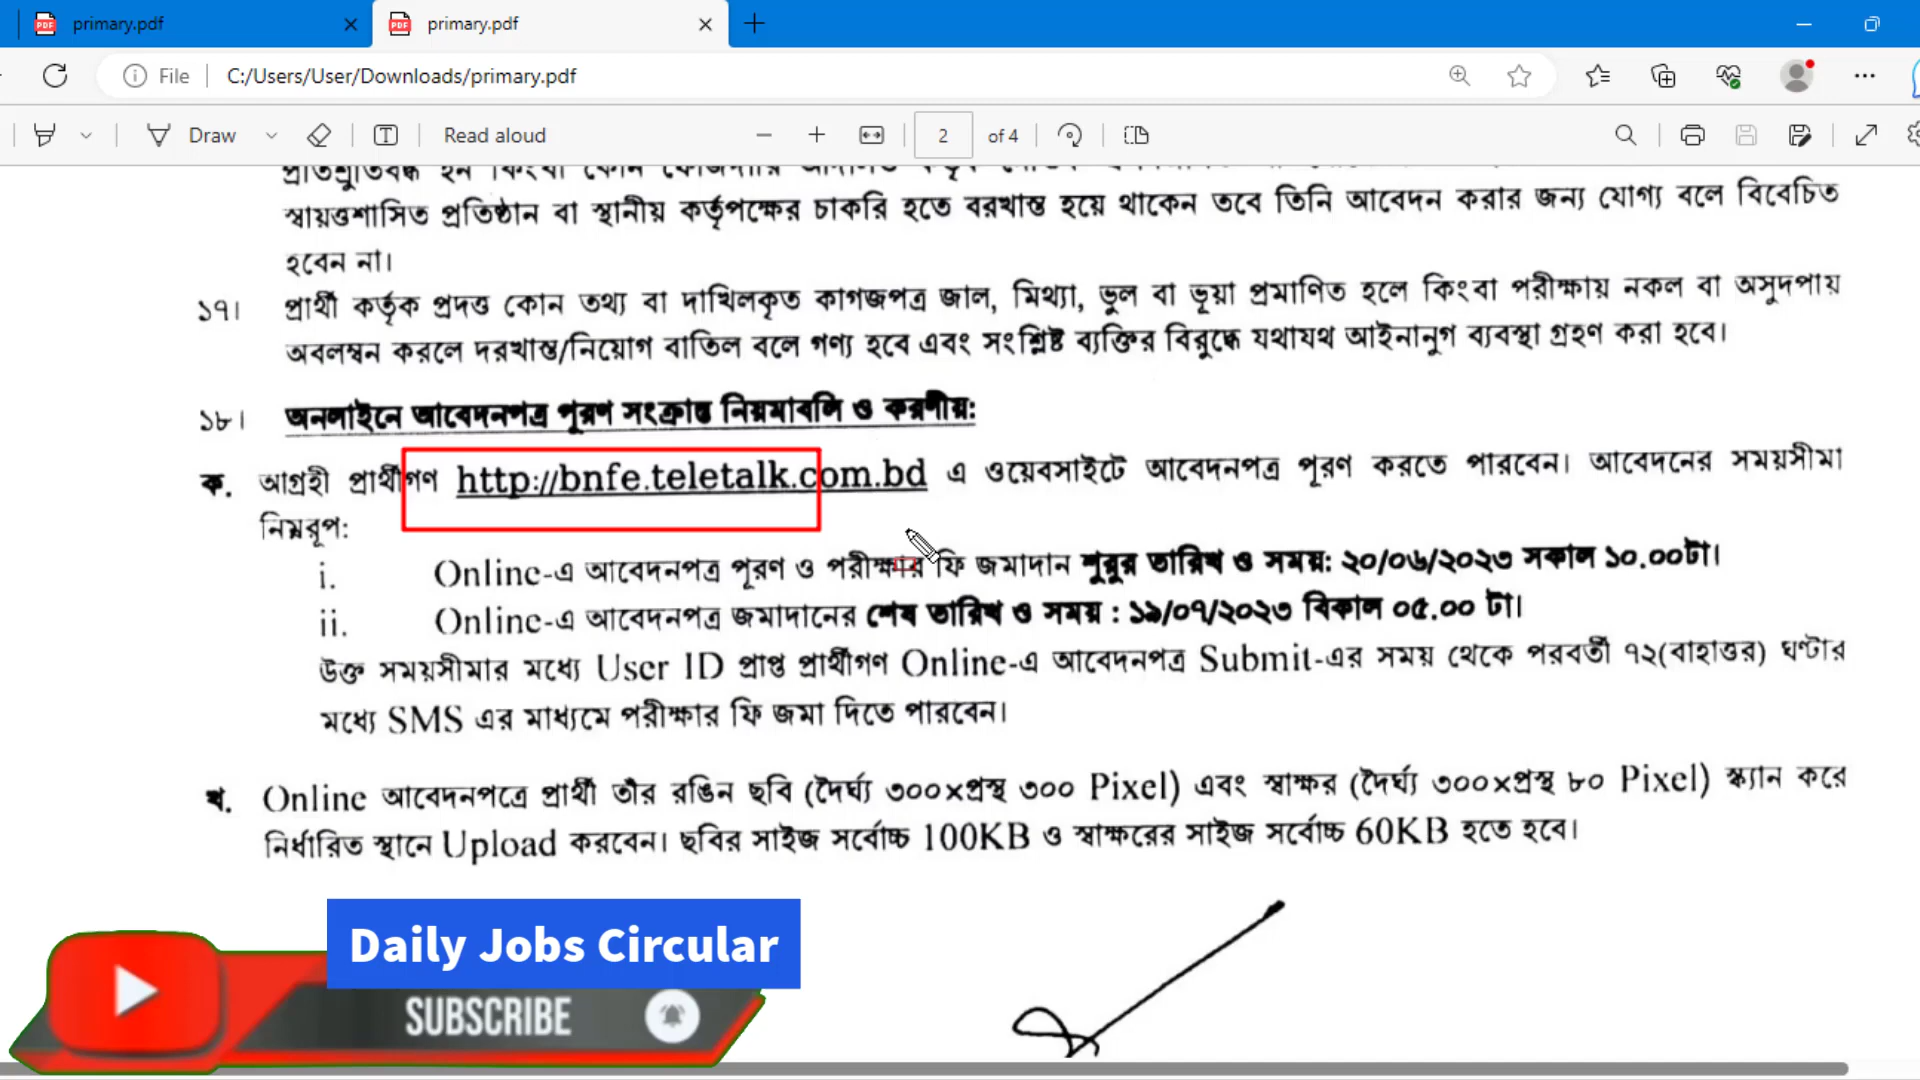 primary.pdf
primary.pdf
File
C:/Users/User/Downloads/primary.pdf
Draw
Read aloud
2
of 4
প্রতিশ্রুতিবদ্ধ হন কিংবা কোন ফৌজদারি আদালত কর্তৃক
স্বায়ত্তশাসিত প্রতিষ্ঠান বা স্থানীয় কর্তৃপক্ষের চাকরি হতে বরখাস্ত হয়ে থাকেন তবে তিনি আবেদন করার জন্য যোগ্য বলে বিবেচিত
হবেন না।
১৭। প্রার্থী কর্তৃক প্রদত্ত কোন তথ্য বা দাখিলকৃত কাগজপত্র জাল, মিথ্যা, ভুল বা ভূয়া প্রমাণিত হলে কিংবা পরীক্ষায় নকল বা অসুদপায়
অবলম্বন করলে দরখাস্ত/নিয়োগ বাতিল বলে গণ্য হবে এবং সংশ্লিষ্ট ব্যক্তির বিরুদ্ধে যথাযথ আইনানুগ ব্যবস্থা গ্রহণ করা হবে।
১৮। অনলাইনে আবেদনপত্র পূরণ সংক্রান্ত নিয়মাবলি ও করণীয়:
ক. আগ্রহী প্রার্থীগণ http://bnfe.teletalk.com.bd এ ওয়েবসাইটে আবেদনপত্র পূরণ করতে পারবেন। আবেদনের সময়সীমা
নিম্নরূপ:
i. Online-এ আবেদনপত্র পূরণ ও পরীক্ষার ফি জমাদান শুরুর তারিখ ও সময়: ২০/০৬/২০২৩ সকাল ১০.০০টা।
ii. Online-এ আবেদনপত্র জমাদানের শেষ তারিখ ও সময় : ১৯/০৭/২০২৩ বিকাল ০৫.০০ টা।
উক্ত সময়সীমার মধ্যে User ID প্রাপ্ত প্রার্থীগণ Online-এ আবেদনপত্র Submit-এর সময় থেকে পরবর্তী ৭২(বাহাত্তর) ঘণ্টার
মধ্যে SMS এর মাধ্যমে পরীক্ষার ফি জমা দিতে পারবেন।
খ. Online আবেদনপত্রে প্রার্থী তাঁর রঙিন ছবি (দৈর্ঘ্য ৩০০×প্রস্থ ৩০০ Pixel) এবং স্বাক্ষর (দৈর্ঘ্য ৩০০×প্রস্থ ৮০ Pixel) স্ক্যান করে
নির্ধারিত স্থানে Upload করবেন। ছবির সাইজ সর্বোচ্চ 100KB ও স্বাক্ষরের সাইজ সর্বোচ্চ 60KB হতে হবে।
Daily Jobs Circular
SUBSCRIBE